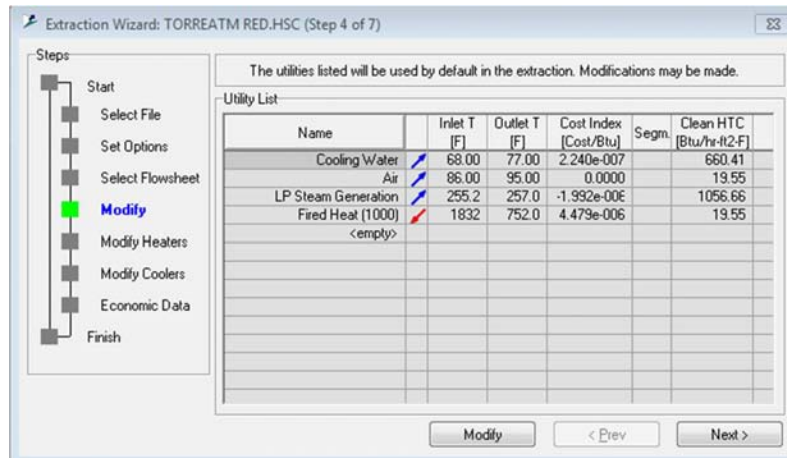 Extraction Wizard: TORREATM RED.HSC (Step 4 of 7)
Steps
Start
Select File
Set Options
Select Flowsheet
Modify
Modify Heaters
Modify Coolers
Economic Data
Finish
The utilities listed will be used by default in the extraction. Modifications may be made.
Utility List
Name Inlet T [F] Outlet T [F] Cost Index [Cost/Btu] Segm. Clean HTC [Btu/hr-ft2-F]
Cooling Water 68.00 77.00 2.240e-007 660.41
Air 86.00 95.00 0.0000 19.55
LP Steam Generation 255.2 257.0 -1.992e-006 1056.66
Fired Heat (1000) 1832 752.0 4.479e-006 19.55
<empty>
Modify < Prev Next >